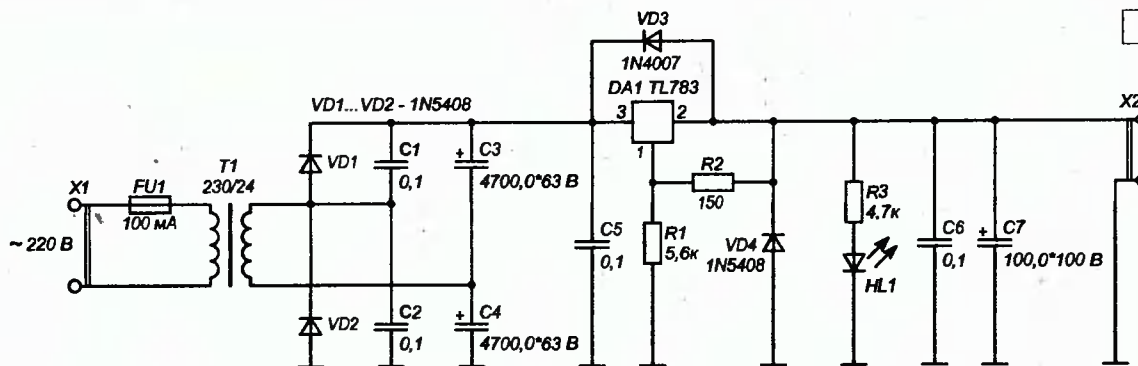 VD3
1N4007
DA1 TL783
3
2
1
X2
VD1...VD2 - 1N5408
VD1
C1
0,1
+
C3
4700,0*63 В
T1
230/24
X1
FU1
100 мА
~ 220 В
R2
150
R3
4,7к
C5
0,1
R1
5,6к
VD4
1N5408
HL1
C6
0,1
+
C7
100,0*100 В
VD2
C2
0,1
+
C4
4700,0*63 В